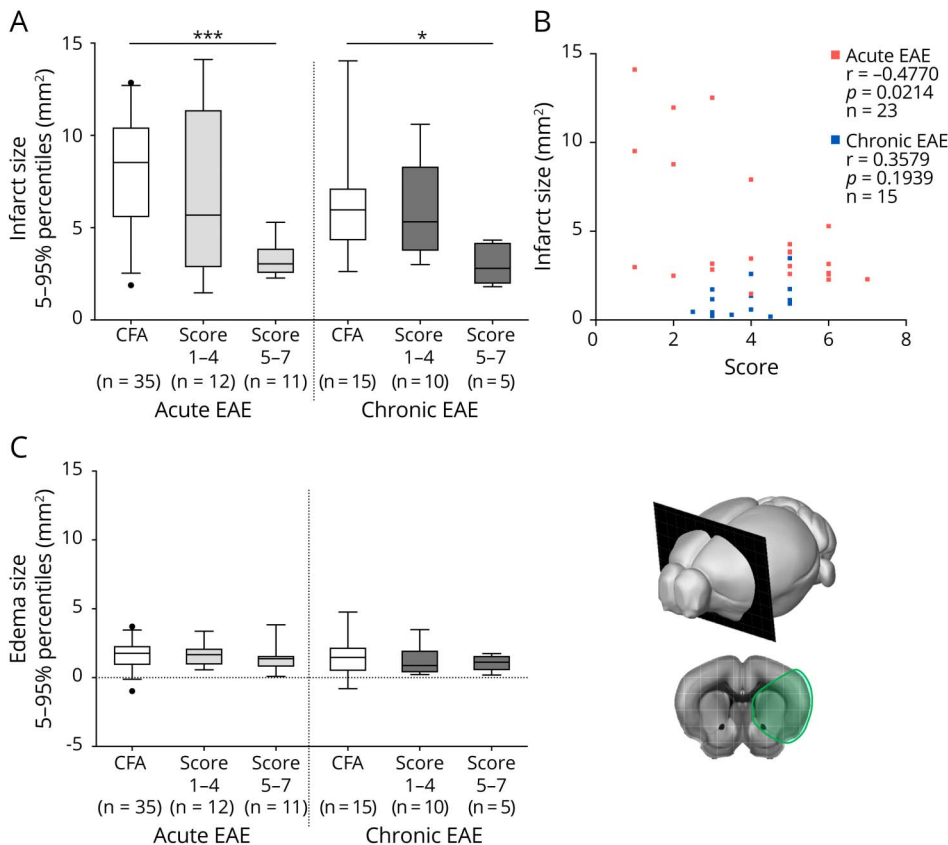 A
15
10
5
0
Infarct size
5–95% percentiles (mm²)
***
*
CFA
Score
1–4
Score
5–7
CFA
Score
1–4
Score
5–7
(n = 35)
(n = 12)
(n = 11)
(n = 15)
(n = 10)
(n = 5)
Acute EAE
Chronic EAE
B
15
10
5
0
Infarct size (mm²)
0
2
4
6
8
Score
Acute EAE
r = –0.4770
p = 0.0214
n = 23
Chronic EAE
r = 0.3579
p = 0.1939
n = 15
C
15
10
5
0
-5
Edema size
5–95% percentiles (mm²)
CFA
Score
1–4
Score
5–7
CFA
Score
1–4
Score
5–7
(n = 35)
(n = 12)
(n = 11)
(n = 15)
(n = 10)
(n = 5)
Acute EAE
Chronic EAE